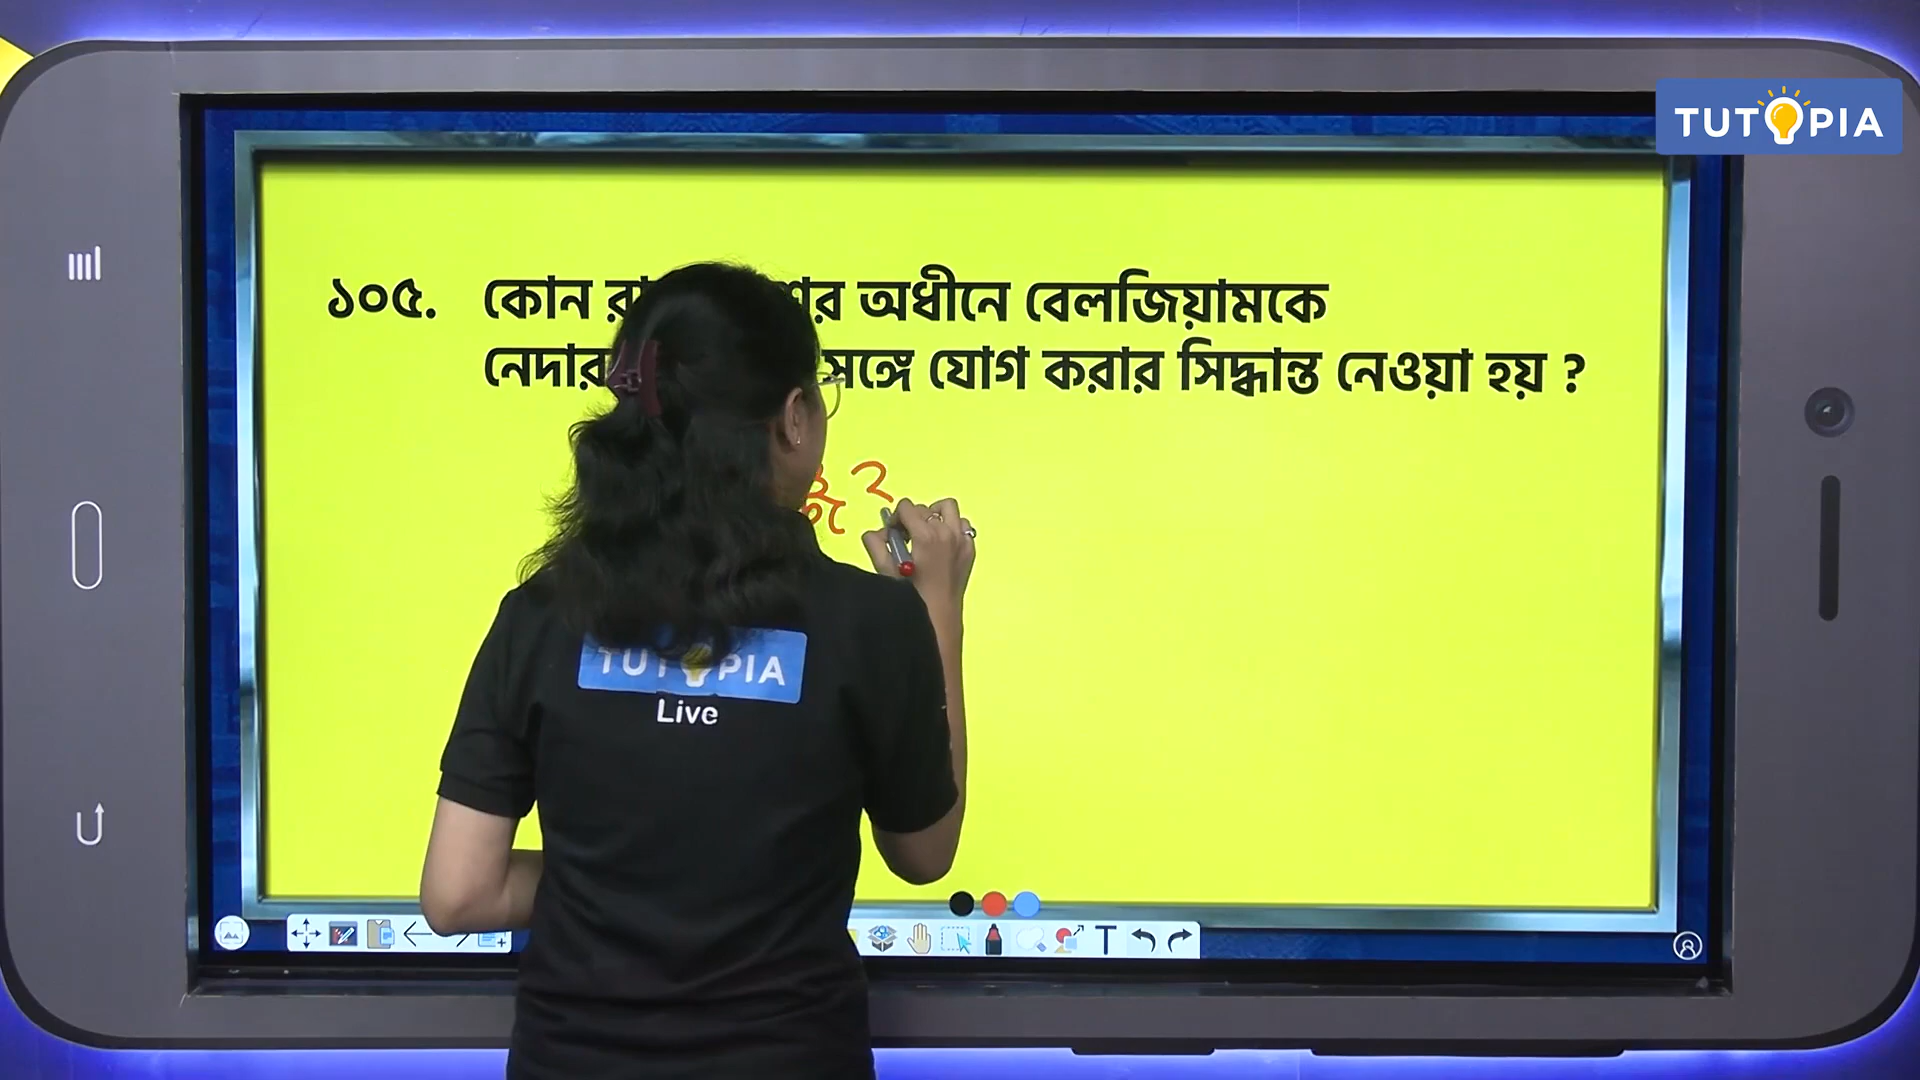 TUTOPIA
১০৫. কোন অধীনে বেলজিয়ামকে
সঙ্গে যোগ করার সিদ্ধান্ত নেওয়া হয় ?
TUTOPIA
Live